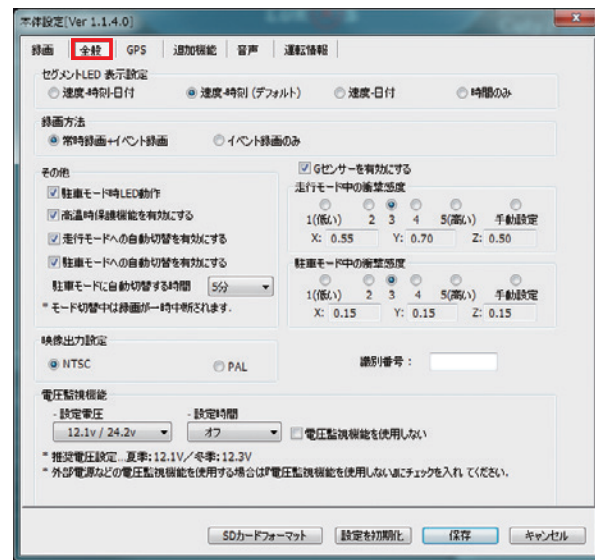 本体設定[Ver 1.1.4.0]
録画 全般 GPS 追加機能 音声 運転情報
セグメントLED 表示設定
速度-時刻-日付 速度-時刻 (デフォルト) 速度-日付 時間のみ
録画方法
常時録画+イベント録画 イベント録画のみ
その他
駐車モード時LED動作
高温時保護機能を有効にする
走行モードへの自動切替を有効にする
駐車モードへの自動切替を有効にする
駐車モードに自動切替する時間 5分
* モード切替中は録画が一時中断されます.
Gセンサーを有効にする
走行モード中の衝撃感度
1(低い) 2 3 4 5(高い) 手動設定
X: 0.55 Y: 0.70 Z: 0.50
駐車モード中の衝撃感度
1(低い) 2 3 4 5(高い) 手動設定
X: 0.15 Y: 0.15 Z: 0.15
映像出力設定
NTSC PAL
識別番号 :
電圧監視機能
- 設定電圧 - 設定時間
12.1v / 24.2v オフ 電圧監視機能を使用しない
* 推奨電圧設定...夏季:12.1V/冬季:12.3V
* 外部電源などの電圧監視機能を使用する場合は『電圧監視機能を使用しない』にチェックを入れてください.
SDカードフォーマット 設定を初期化 保存 キャンセル